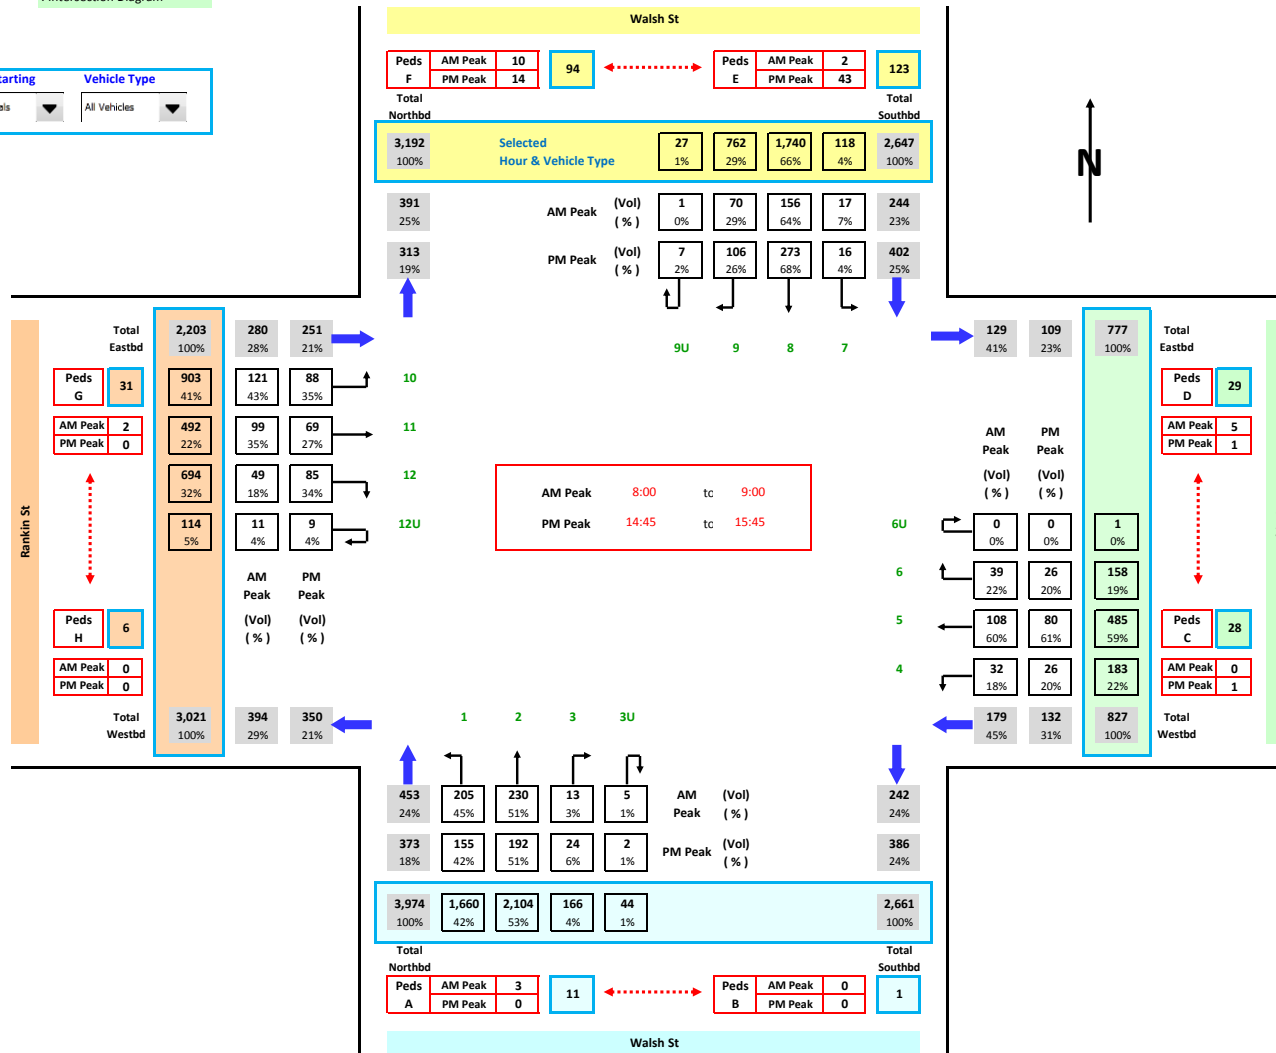 Intersection Diagram
Walsh St
Peds F AM Peak 10 PM Peak 14 94
Peds E AM Peak 2 PM Peak 43 123
Vehicle Type
All Vehicles
Total Northbd
Total Southbd
3,192 100%
Selected Hour & Vehicle Type
27 1%
762 29%
1,740 66%
118 4%
2,647 100%
N
391 25%
AM Peak (Vol) ( % )
1 0%
70 29%
156 64%
17 7%
244 23%
313 19%
PM Peak (Vol) ( % )
7 2%
106 26%
273 68%
16 4%
402 25%
9U 9 8 7
Total Eastbd
2,203 100%
280 28%
251 21%
129 41%
109 23%
777 100%
Total Eastbd
Peds G 31
903 41%
121 43%
88 35%
10
Peds D 29
AM Peak 2
PM Peak 0
492 22%
99 35%
69 27%
11
AM Peak 5
PM Peak 1
694 32%
49 18%
85 34%
12
AM Peak (Vol) ( % )
PM Peak (Vol) ( % )
114 5%
11 4%
9 4%
12U
AM Peak 8:00 to 9:00
PM Peak 14:45 to 15:45
6U
0 0%
0 0%
1 0%
Rankin St
AM Peak (Vol) ( % )
PM Peak (Vol) ( % )
6
39 22%
26 20%
158 19%
Peds H 6
5
108 60%
80 61%
485 59%
Peds C 28
AM Peak 0
PM Peak 0
4
32 18%
26 20%
183 22%
AM Peak 0
PM Peak 1
Total Westbd
3,021 100%
394 29%
350 21%
1 2 3 3U
179 45%
132 31%
827 100%
Total Westbd
453 24%
205 45%
230 51%
13 3%
5 1%
AM Peak (Vol) ( % )
242 24%
373 18%
155 42%
192 51%
24 6%
2 1%
PM Peak (Vol) ( % )
386 24%
3,974 100%
1,660 42%
2,104 53%
166 4%
44 1%
2,661 100%
Total Northbd
Total Southbd
Peds A AM Peak 3 PM Peak 0 11
Peds B AM Peak 0 PM Peak 0 1
Walsh St